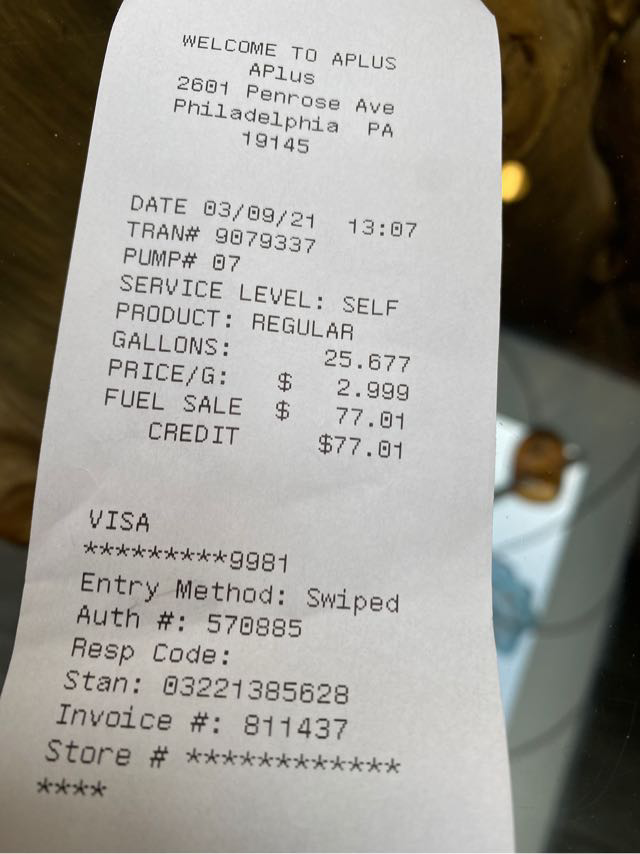 WELCOME TO APLUS
APlus
2601 Penrose Ave
Philadelphia PA
19145
DATE 03/09/21 13:07
TRAN# 9079337
PUMP# 07
SERVICE LEVEL: SELF
PRODUCT: REGULAR
GALLONS: 25.677
PRICE/G: $ 2.999
FUEL SALE $ 77.01
CREDIT $77.01
VISA
*********9981
Entry Method: Swiped
Auth #: 570885
Resp Code:
Stan: 03221385628
Invoice #: 811437
Store # ************
****